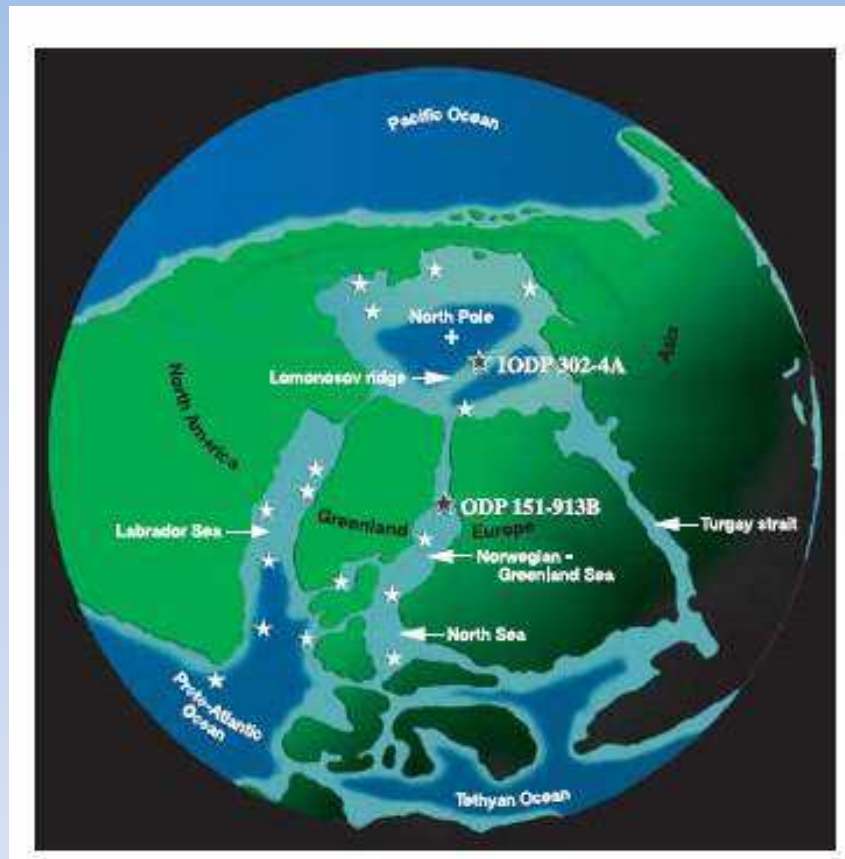 Pacific Ocean
North Pole
IODP 302-4A
Asia
Lomonosov ridge
North America
ODP 151-913B
Greenland
Europe
Turgay strait
Labrador Sea
Norwegian -
Greenland Sea
North Sea
Proto-Atlantic
Ocean
Tethyan Ocean